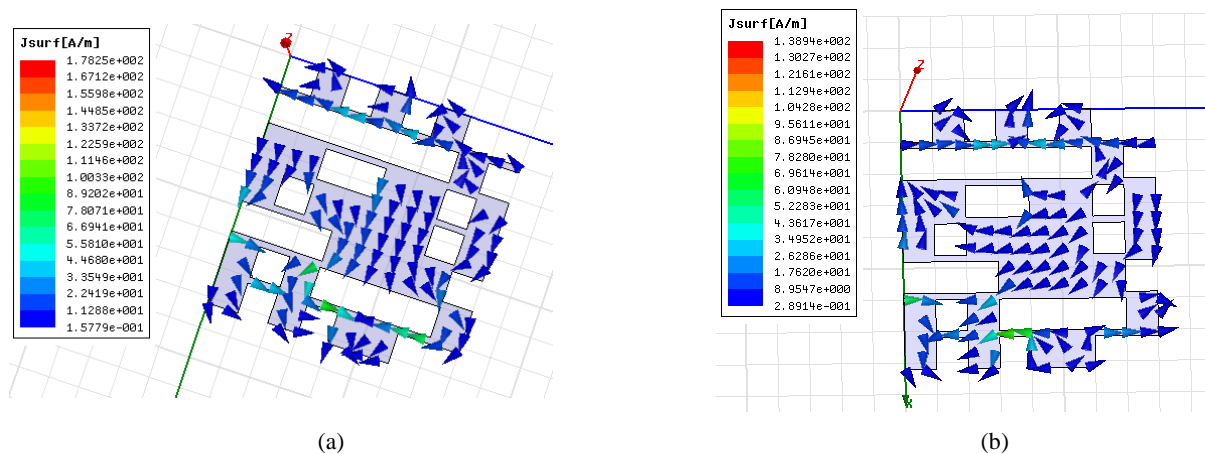 Jsurf[A/m]
1.7825e+002
1.6712e+002
1.5598e+002
1.4485e+002
1.3372e+002
1.2259e+002
1.1146e+002
1.0033e+002
8.9202e+001
7.8071e+001
6.6941e+001
5.5810e+001
4.4680e+001
3.3549e+001
2.2419e+001
1.1288e+001
1.5779e-001
Z
(a)
Jsurf[A/m]
1.3894e+002
1.3027e+002
1.2161e+002
1.1294e+002
1.0428e+002
9.5611e+001
8.6945e+001
7.8280e+001
6.9614e+001
6.0948e+001
5.2283e+001
4.3617e+001
3.4952e+001
2.6286e+001
1.7620e+001
8.9547e+000
2.8914e-001
Z
(b)